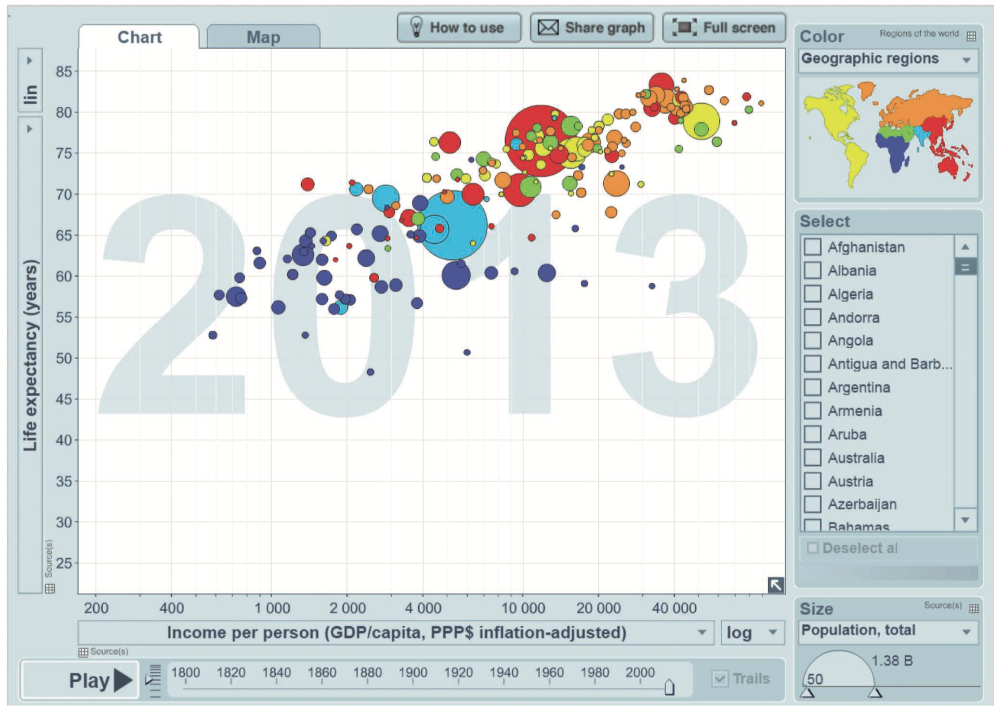 How to use
Share graph
Full screen
Chart
Map
Color
Regions of the world
Geographic regions
lin
Life expectancy (years)
Source(s)
85
80
75
70
65
60
55
50
45
40
35
30
25
2013
Select
Afghanistan
Albania
Algeria
Andorra
Angola
Antigua and Barb...
Argentina
Armenia
Aruba
Australia
Austria
Azerbaijan
Bahamas
Deselect al
200
400
1 000
2 000
4 000
10 000
20 000
40 000
Income per person (GDP/capita, PPP$ inflation-adjusted)
log
Source(s)
Size
Source(s)
Population, total
1.38 B
50
Play
1800
1820
1840
1860
1880
1900
1920
1940
1960
1980
2000
Trails